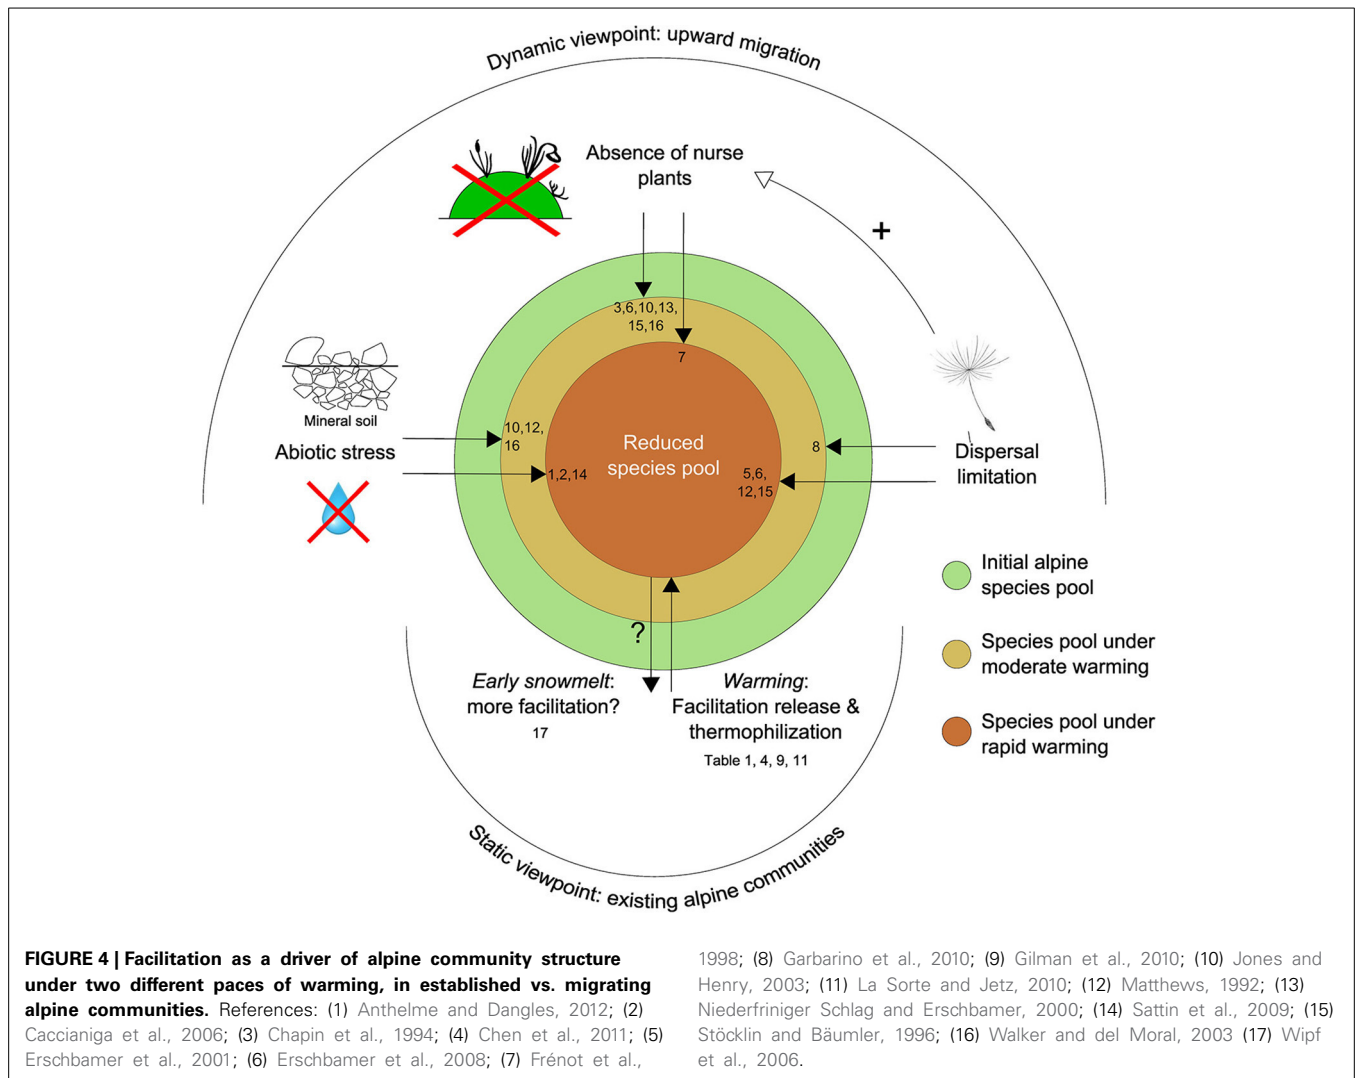 Dynamic viewpoint: upward migration
Absence of nurse
plants
+
3,6,10,13,
15,16
7
Mineral soil
Abiotic stress
10,12,
16
1,2,14
Reduced
species pool
8
5,6,
12,15
Dispersal
limitation
?
Early snowmelt:
more facilitation?
17
Warming:
Facilitation release &
thermophilization
Table 1, 4, 9, 11
Initial alpine
species pool
Species pool under
moderate warming
Species pool under
rapid warming
Static viewpoint: existing alpine communities
FIGURE 4 | Facilitation as a driver of alpine community structure
under two different paces of warming, in established vs. migrating
alpine communities. References: (1) Anthelme and Dangles, 2012; (2)
Caccianiga et al., 2006; (3) Chapin et al., 1994; (4) Chen et al., 2011; (5)
Erschbamer et al., 2001; (6) Erschbamer et al., 2008; (7) Frénot et al.,
1998; (8) Garbarino et al., 2010; (9) Gilman et al., 2010; (10) Jones and
Henry, 2003; (11) La Sorte and Jetz, 2010; (12) Matthews, 1992; (13)
Niederfriniger Schlag and Erschbamer, 2000; (14) Sattin et al., 2009; (15)
Stöcklin and Bäumler, 1996; (16) Walker and del Moral, 2003 (17) Wipf
et al., 2006.